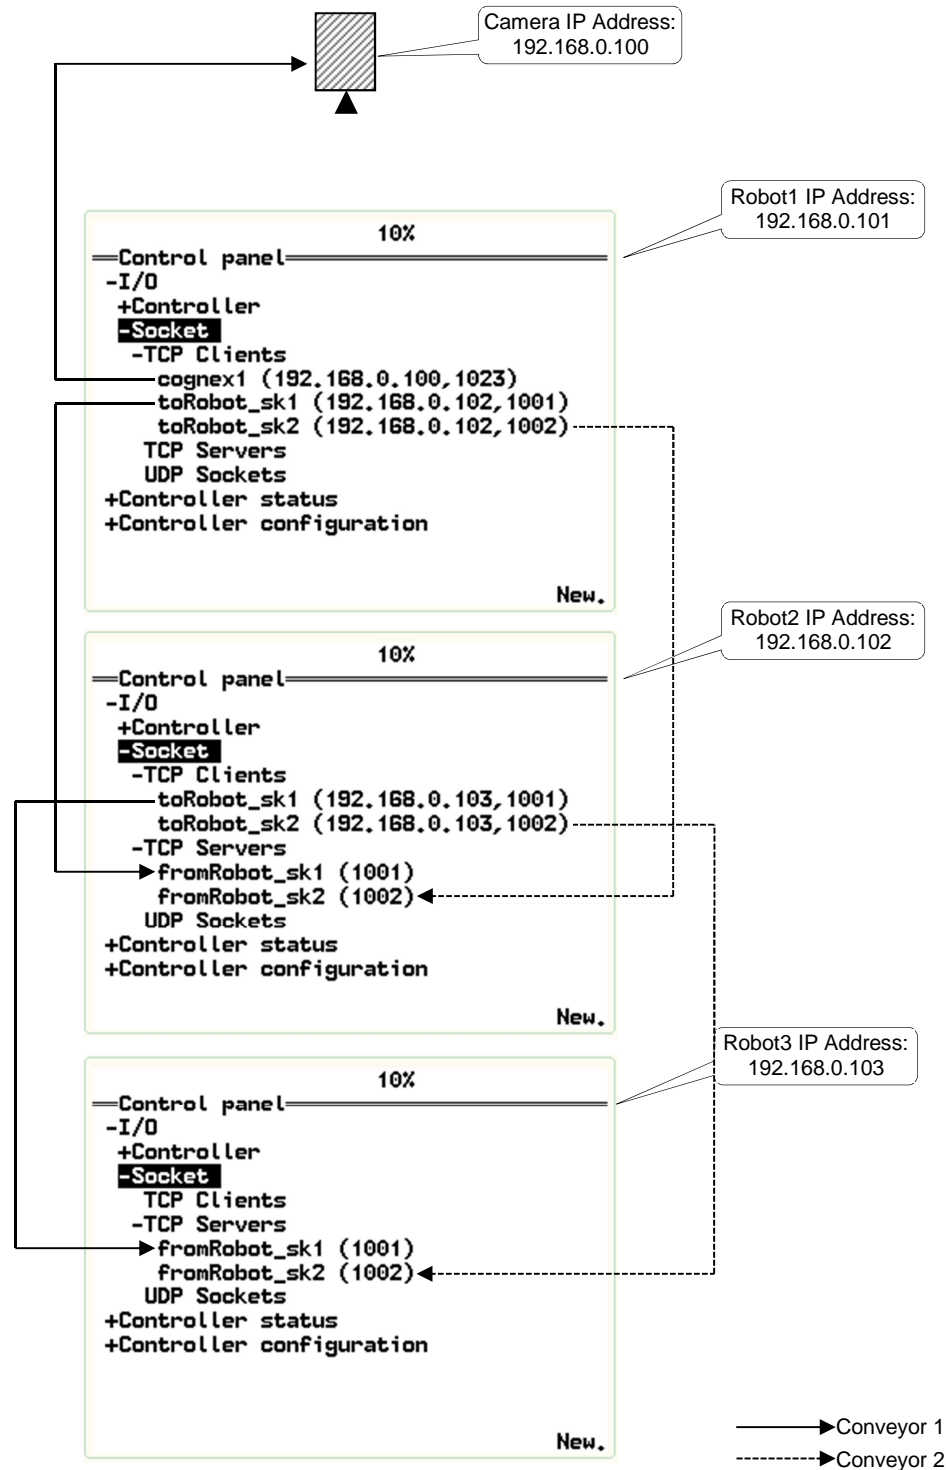 Camera IP Address:
192.168.0.100
Robot1 IP Address:
192.168.0.101
10%
Control panel
-I/O
+Controller
-Socket
-TCP Clients
cognex1 (192.168.0.100,1023)
toRobot_sk1 (192.168.0.102,1001)
toRobot_sk2 (192.168.0.102,1002)
TCP Servers
UDP Sockets
+Controller status
+Controller configuration
New.
Robot2 IP Address:
192.168.0.102
10%
Control panel
-I/O
+Controller
-Socket
-TCP Clients
toRobot_sk1 (192.168.0.103,1001)
toRobot_sk2 (192.168.0.103,1002)
-TCP Servers
fromRobot_sk1 (1001)
fromRobot_sk2 (1002)
UDP Sockets
+Controller status
+Controller configuration
New.
Robot3 IP Address:
192.168.0.103
10%
Control panel
-I/O
+Controller
-Socket
TCP Clients
-TCP Servers
fromRobot_sk1 (1001)
fromRobot_sk2 (1002)
UDP Sockets
+Controller status
+Controller configuration
New.
Conveyor 1
Conveyor 2